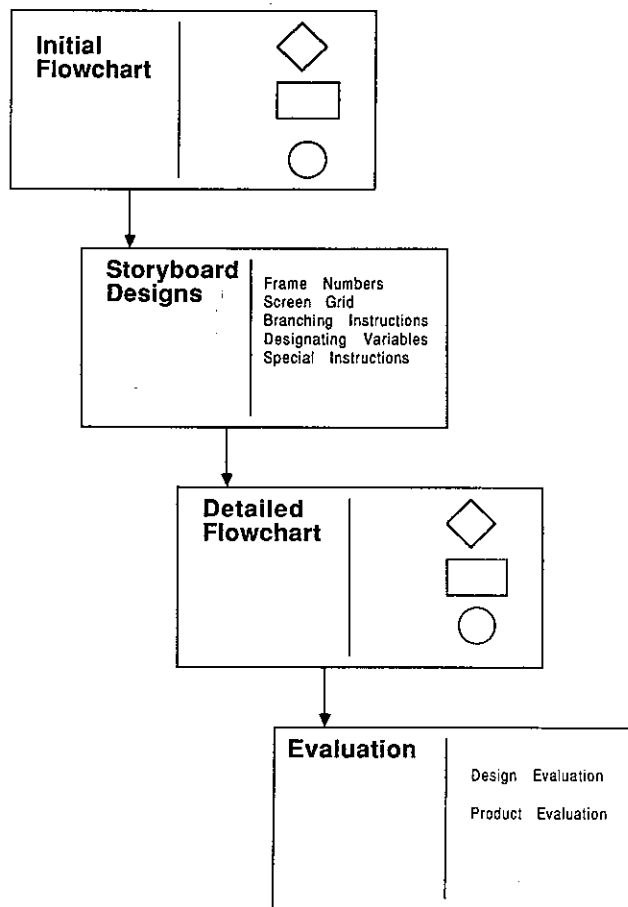 Initial
Flowchart
Storyboard
Designs
Frame Numbers
Screen Grid
Branching Instructions
Designating Variables
Special Instructions
Detailed
Flowchart
Evaluation
Design Evaluation
Product Evaluation